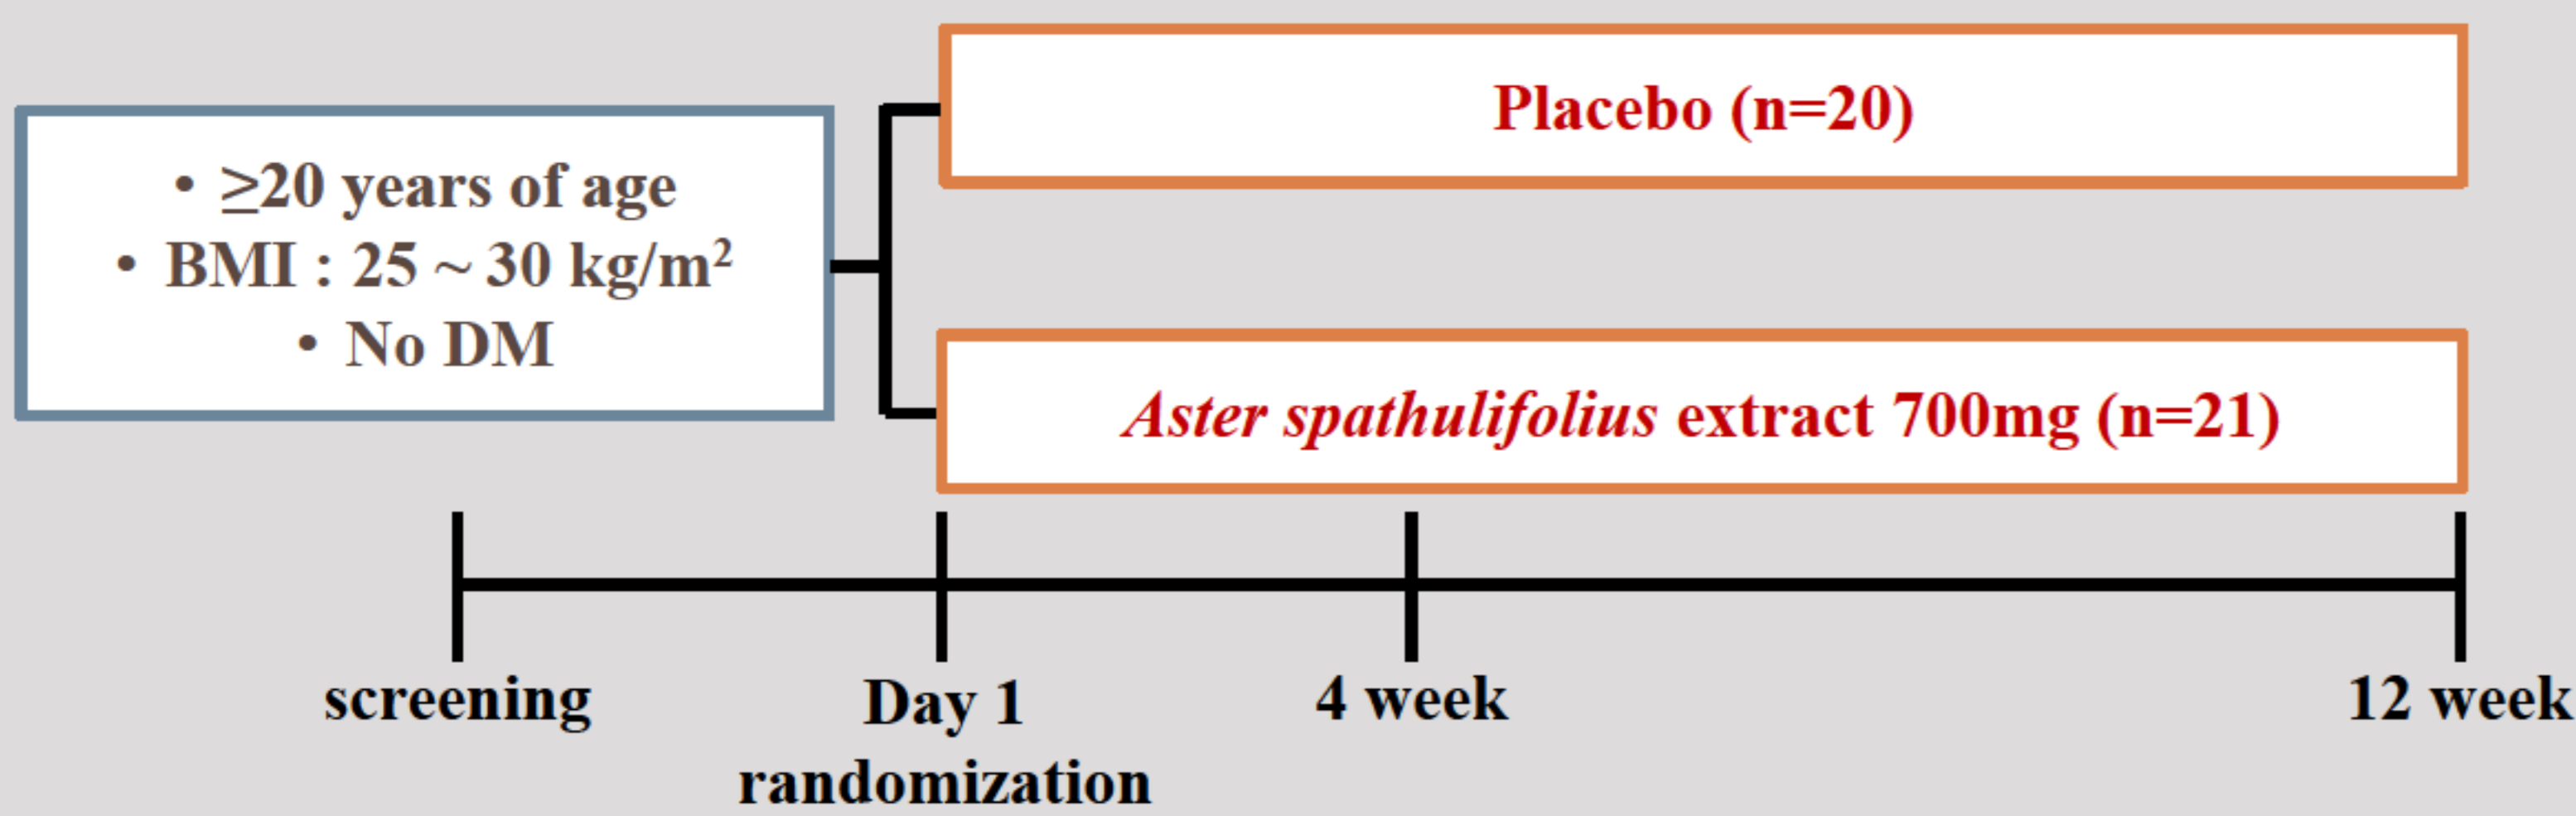 • ≥20 years of age
• BMI : 25 ~ 30 kg/m²
• No DM
Placebo (n=20)
Aster spathulifolius extract 700mg (n=21)
screening
Day 1
randomization
4 week
12 week